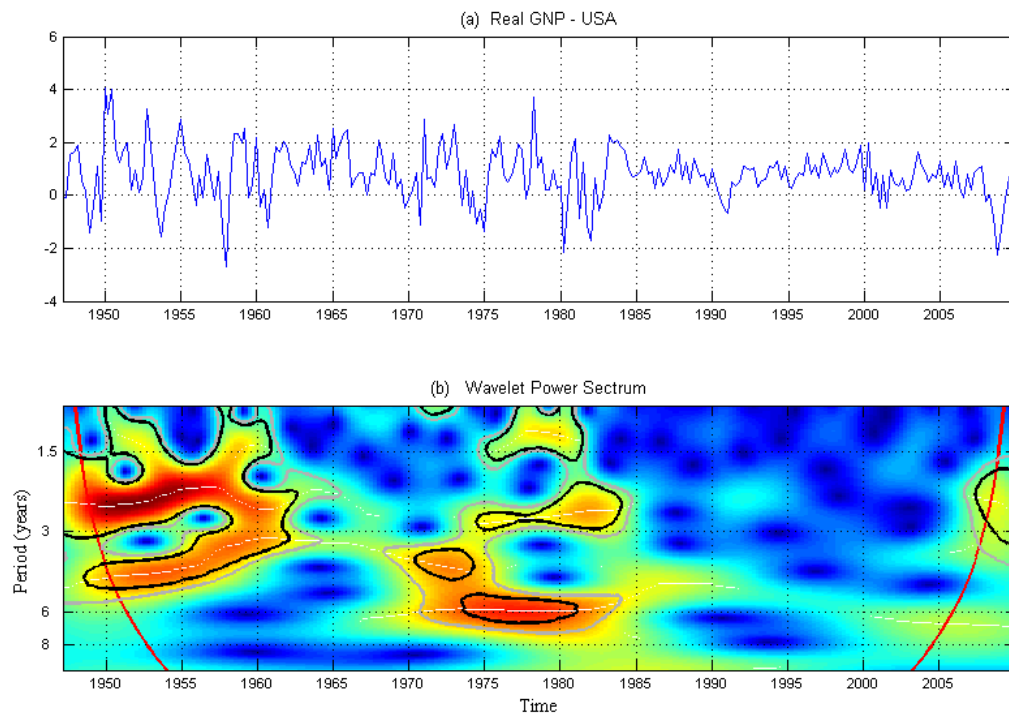 (a) Real GNP - USA
6
4
2
0
-2
-4
1950 1955 1960 1965 1970 1975 1980 1985 1990 1995 2000 2005
(b) Wavelet Power Sectrum
Period (years)
1.5
3
6
8
1950 1955 1960 1965 1970 1975 1980 1985 1990 1995 2000 2005
Time